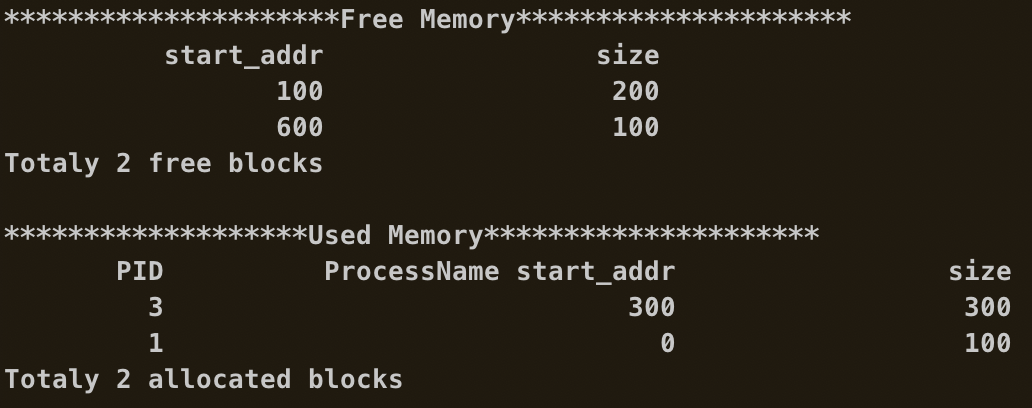 *********************Free Memory*********************
start_addr size
100 200
600 100
Totaly 2 free blocks
*******************Used Memory*********************
PID ProcessName start_addr size
3 300 300
1 0 100
Totaly 2 allocated blocks